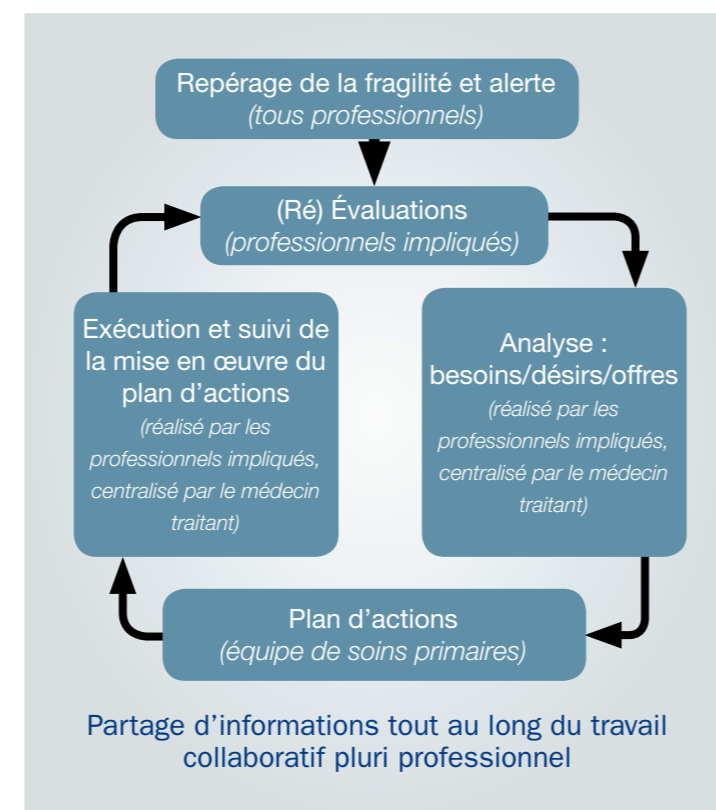 Repérage de la fragilité et alerte
(tous professionnels)
(Ré) Évaluations
(professionnels impliqués)
Exécution et suivi de
la mise en œuvre du
plan d’actions
(réalisé par les
professionnels impliqués,
centralisé par le médecin
traitant)
Analyse :
besoins/désirs/offres
(réalisé par les
professionnels impliqués,
centralisé par le médecin
traitant)
Plan d’actions
(équipe de soins primaires)
Partage d’informations tout au long du travail
collaboratif pluri professionnel